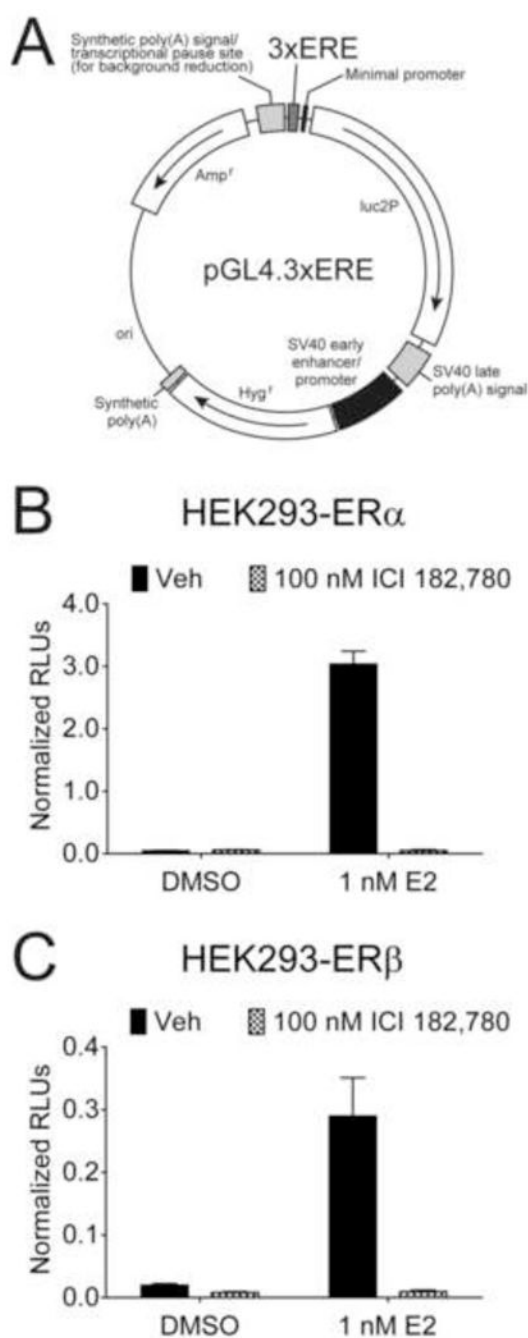 A
Synthetic poly(A) signal/
transcriptional pause site
(for background reduction)
3xERE
Minimal promoter
Ampʳ
luc2P
pGL4.3xERE
ori
SV40 early
enhancer/
promoter
SV40 late
poly(A) signal
Hygʳ
Synthetic
poly(A)
B
HEK293-ERα
Veh
100 nM ICI 182,780
Normalized RLUs
4.0
3.0
2.0
1.0
0.0
DMSO
1 nM E2
C
HEK293-ERβ
Veh
100 nM ICI 182,780
Normalized RLUs
0.4
0.3
0.2
0.1
0.0
DMSO
1 nM E2